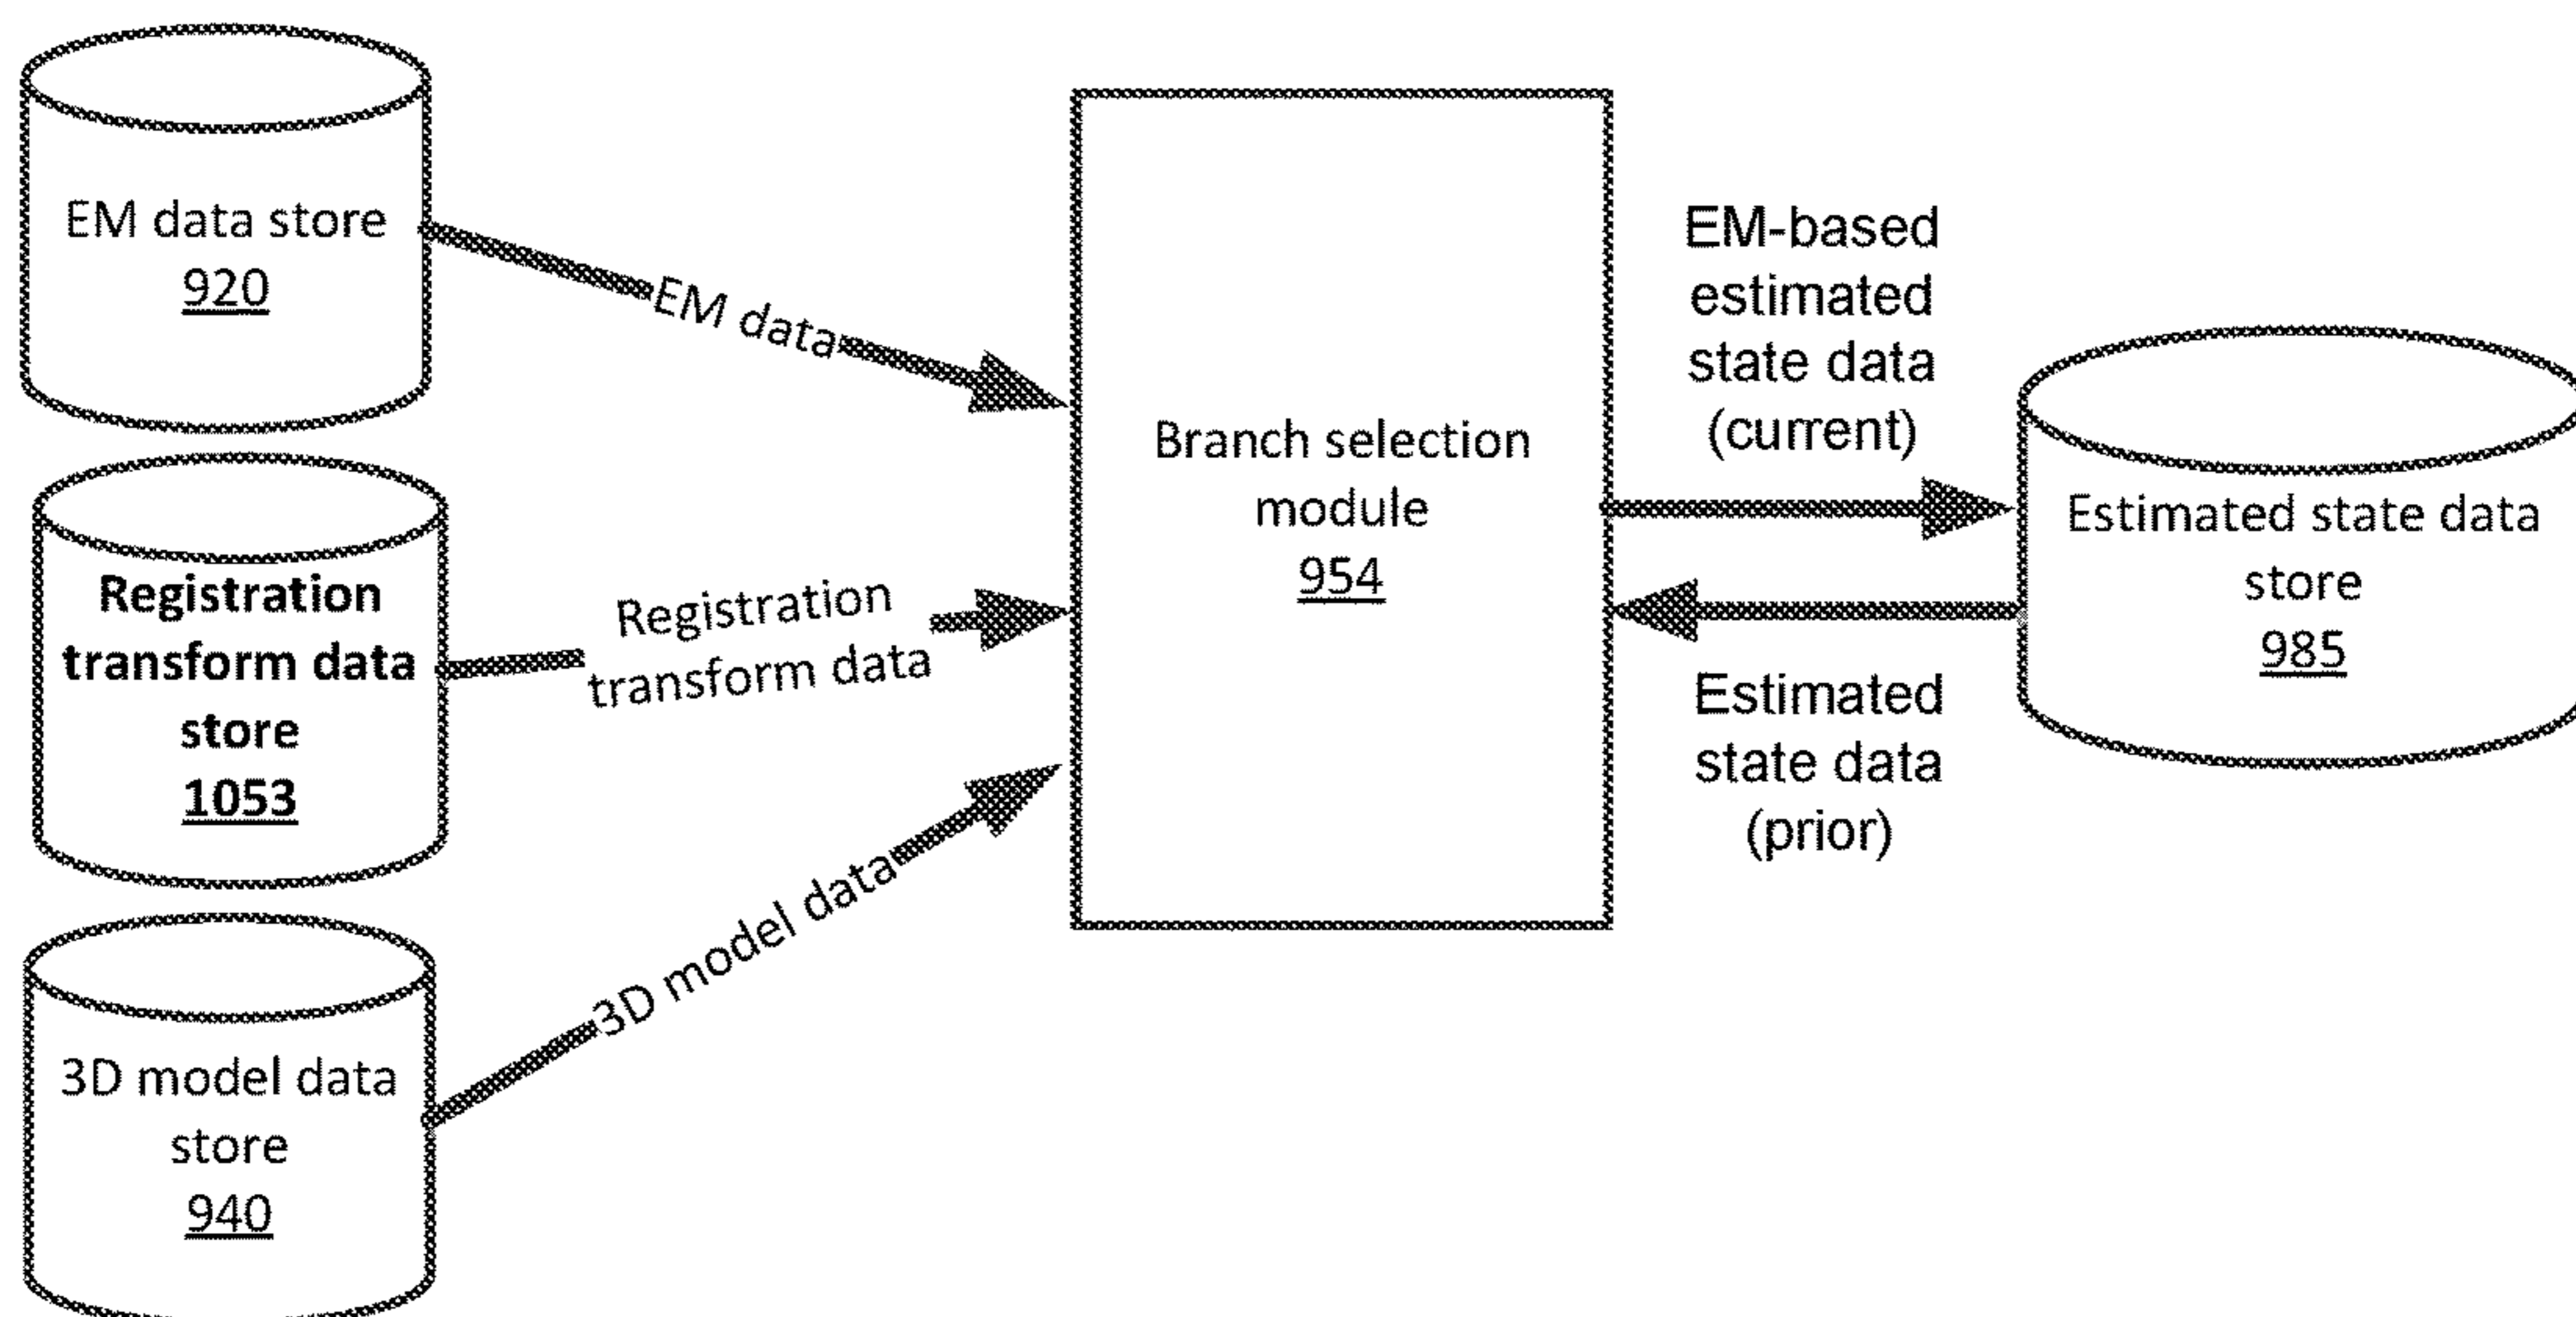 EM data store
920
EM data
Registration
transform data
store
1053
Registration
transform data
3D model data
store
940
3D model data
Branch selection
module
954
EM-based
estimated
state data
(current)
Estimated
state data
(prior)
Estimated state data
store
985